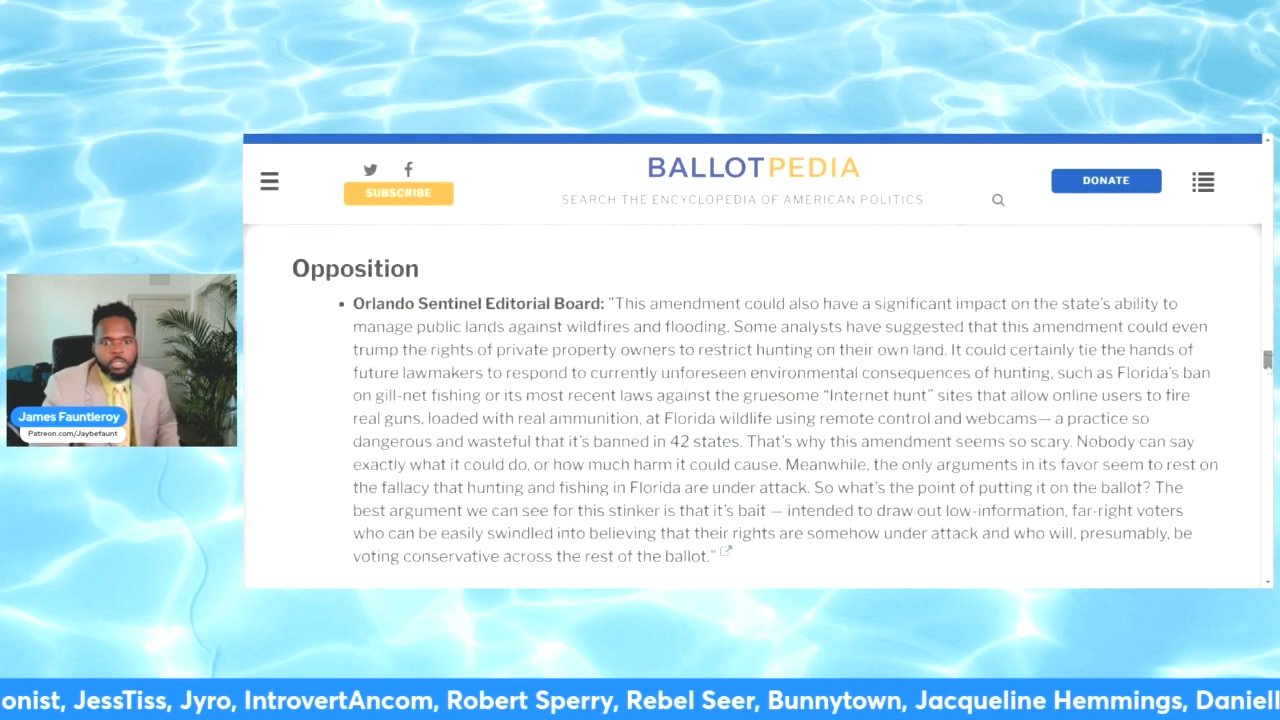 BALLOTPEDIA
SUBSCRIBE
SEARCH THE ENCYCLOPEDIA OF AMERICAN POLITICS
DONATE
Opposition
• Orlando Sentinel Editorial Board: "This amendment could also have a significant impact on the state's ability to
manage public lands against wildfires and flooding. Some analysts have suggested that this amendment could even
trump the rights of private property owners to restrict hunting on their own land. It could certainly tie the hands of
future lawmakers to respond to currently unforeseen environmental consequences of hunting, such as Florida's ban
on gill-net fishing or its most recent laws against the gruesome “Internet hunt” sites that allow online users to fire
real guns, loaded with real ammunition, at Florida wildlife using remote control and webcams— a practice so
dangerous and wasteful that it's banned in 42 states. That's why this amendment seems so scary. Nobody can say
exactly what it could do, or how much harm it could cause. Meanwhile, the only arguments in its favor seem to rest on
the fallacy that hunting and fishing in Florida are under attack. So what's the point of putting it on the ballot? The
best argument we can see for this stinker is that it's bait — intended to draw out low-information, far-right voters
who can be easily swindled into believing that their rights are somehow under attack and who will, presumably, be
voting conservative across the rest of the ballot."
James Fauntleroy
Patreon.com/Jaybefaunt
onist, JessTiss, Jyro, IntrovertAncom, Robert Sperry, Rebel Seer, Bunnytown, Jacqueline Hemmings, Daniell